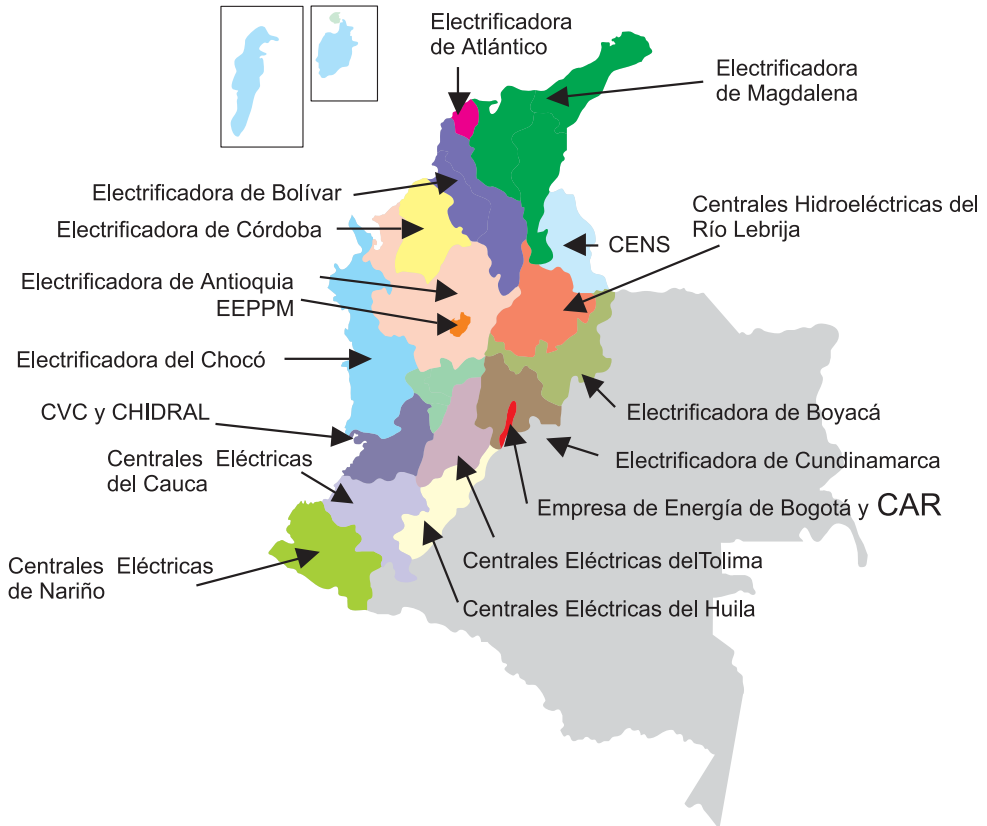 Electrificadora
de Atlántico
Electrificadora
de Magdalena
Electrificadora de Bolívar
Centrales Hidroeléctricas del
Río Lebrija
Electrificadora de Córdoba
CENS
Electrificadora de Antioquia
EEPPM
Electrificadora del Chocó
CVC y CHIDRAL
Electrificadora de Boyacá
Centrales Eléctricas
del Cauca
Electrificadora de Cundinamarca
Empresa de Energía de Bogotá y CAR
Centrales Eléctricas
de Nariño
Centrales Eléctricas delTolima
Centrales Eléctricas del Huila